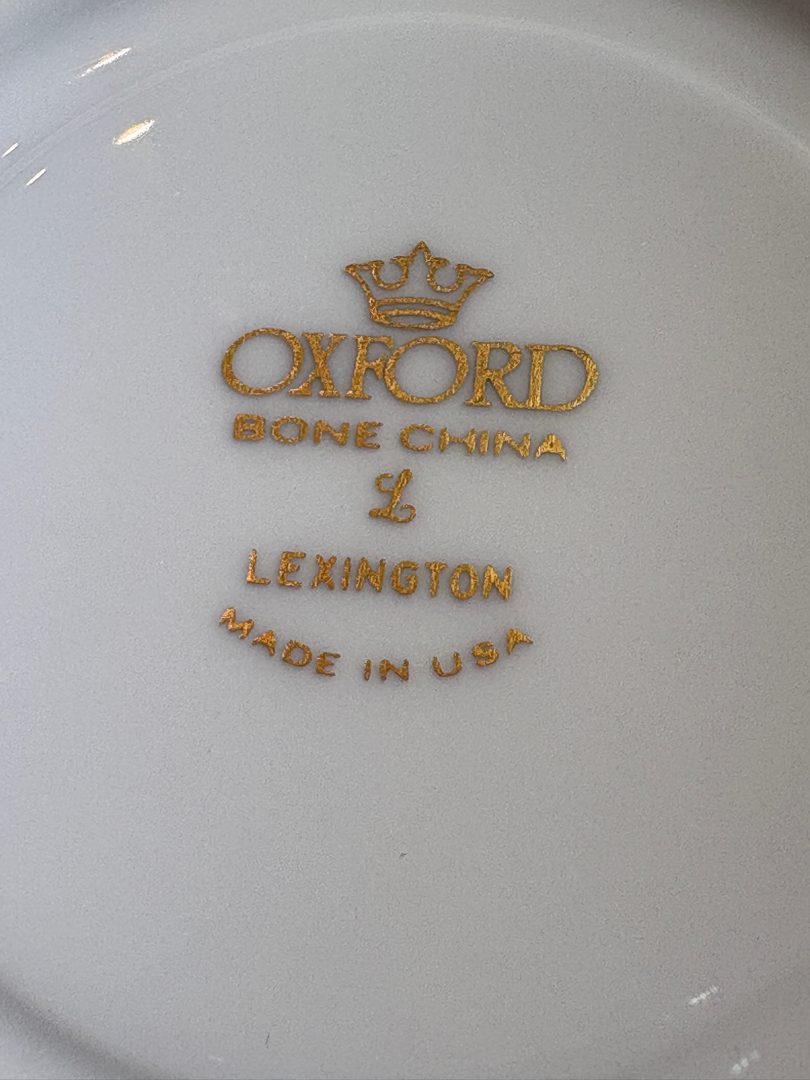 OXFORD
BONE CHINA
L
LEXINGTON
MADE IN USA